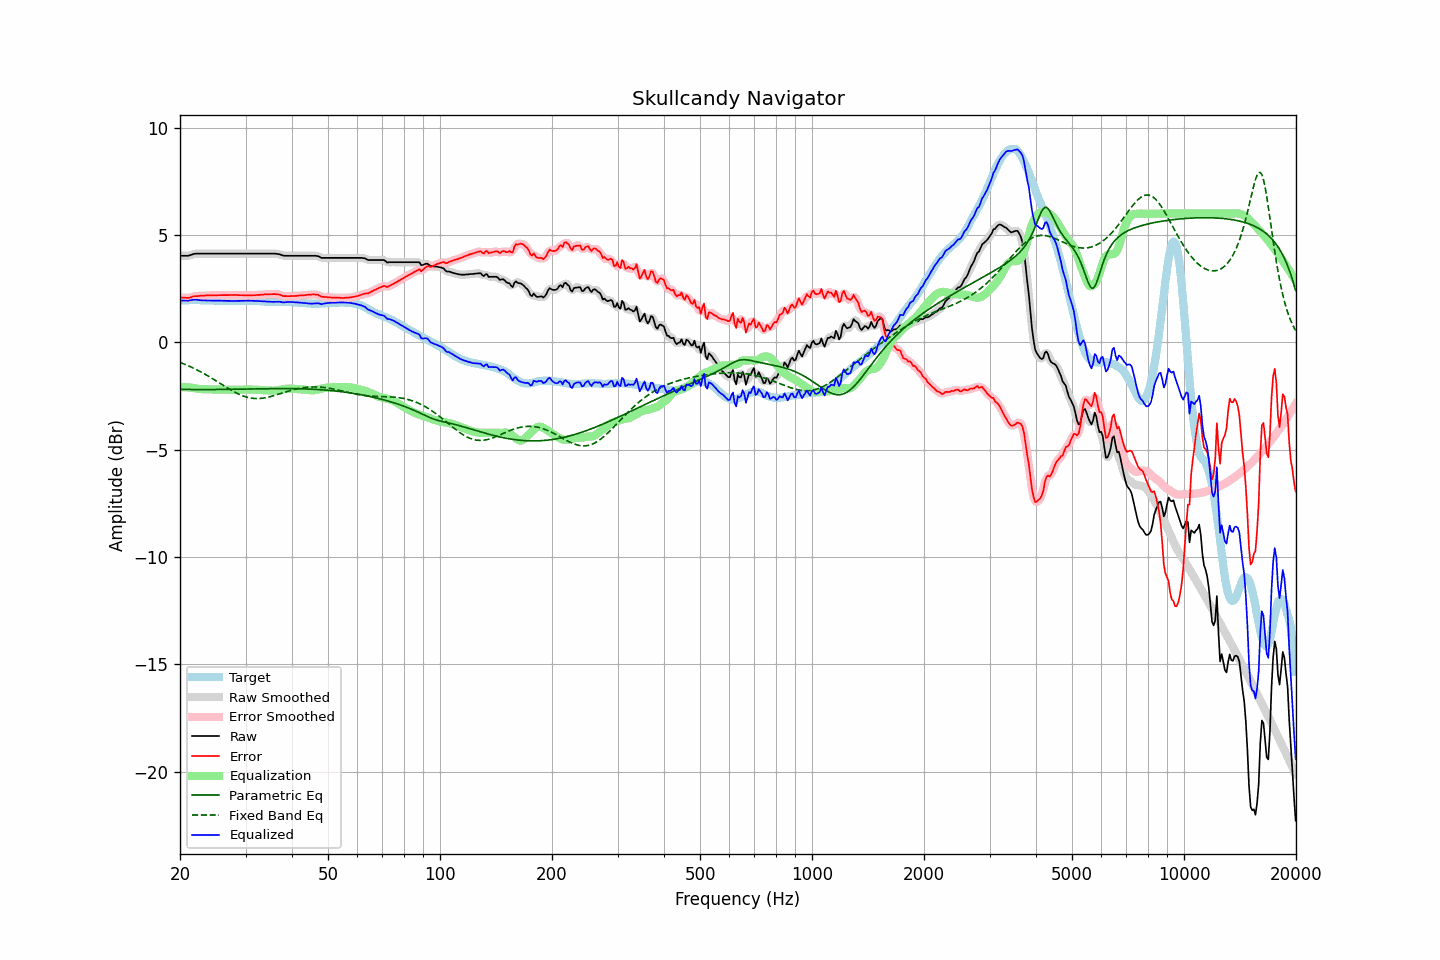 Skullcandy Navigator
Amplitude (dBr)
10
5
0
−5
−10
−15
−20
Target
Raw Smoothed
Error Smoothed
Raw
Error
Equalization
Parametric Eq
Fixed Band Eq
Equalized
20 50 100 200 500 1000 2000 5000 10000 20000
Frequency (Hz)